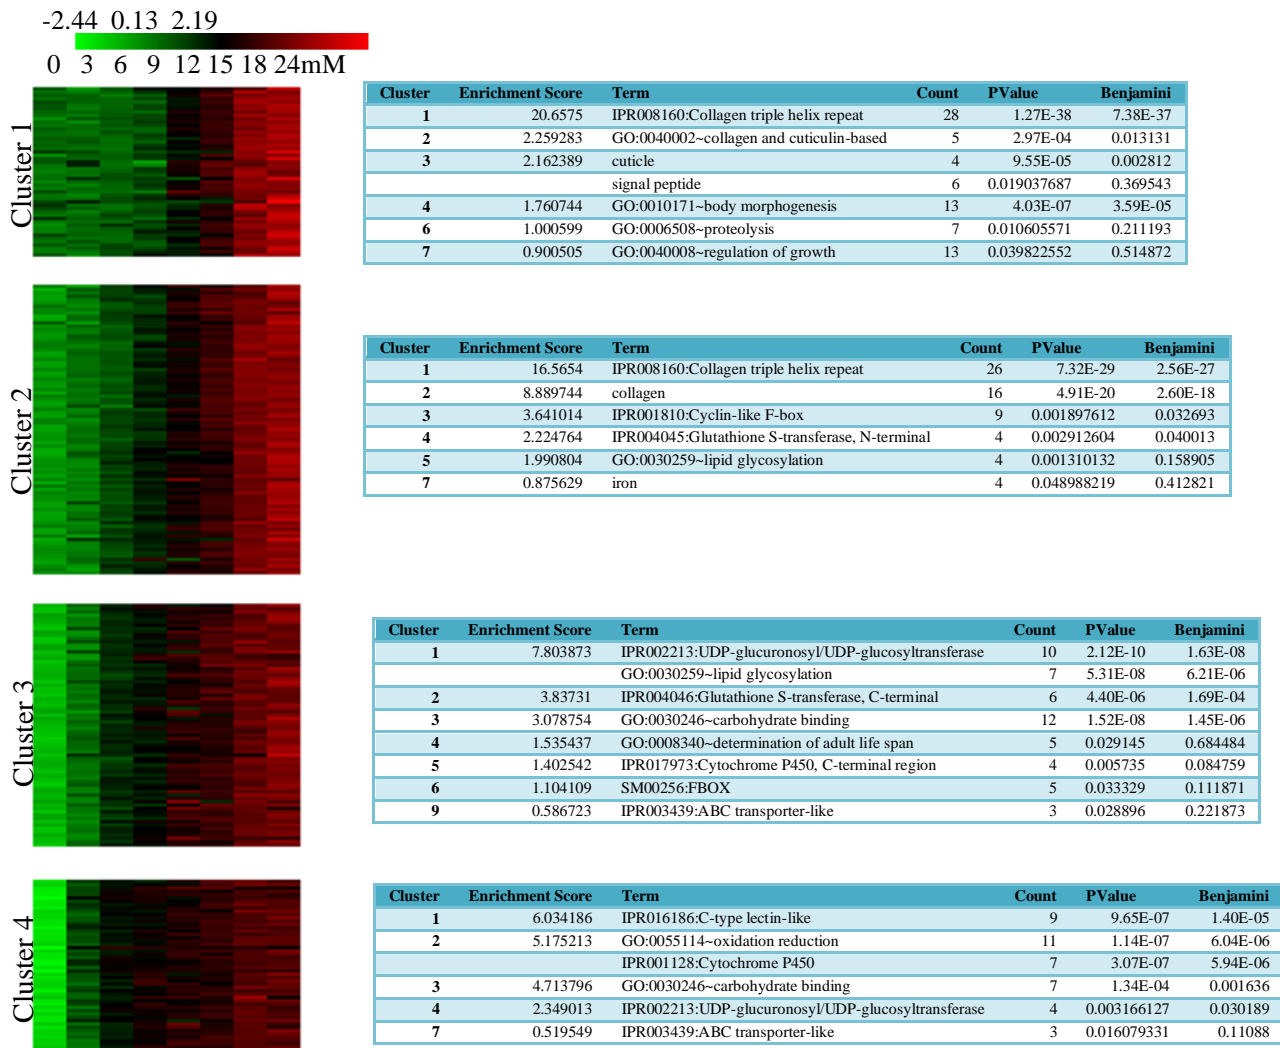 -2.44 0.13 2.19
0 3 6 9 12 15 18 24mM
Cluster 1
Cluster Enrichment Score Term Count PValue Benjamini
1 20.6575 IPR008160:Collagen triple helix repeat 28 1.27E-38 7.38E-37
2 2.259283 GO:0040002~collagen and cuticulin-based 5 2.97E-04 0.013131
3 2.162389 cuticle 4 9.55E-05 0.002812
signal peptide 6 0.019037687 0.369543
4 1.760744 GO:0010171~body morphogenesis 13 4.03E-07 3.59E-05
6 1.000599 GO:0006508~proteolysis 7 0.010605571 0.211193
7 0.900505 GO:0040008~regulation of growth 13 0.039822552 0.514872
Cluster 2
Cluster Enrichment Score Term Count PValue Benjamini
1 16.5654 IPR008160:Collagen triple helix repeat 26 7.32E-29 2.56E-27
2 8.889744 collagen 16 4.91E-20 2.60E-18
3 3.641014 IPR001810:Cyclin-like F-box 9 0.001897612 0.032693
4 2.224764 IPR004045:Glutathione S-transferase, N-terminal 4 0.002912604 0.040013
5 1.990804 GO:0030259~lipid glycosylation 4 0.001310132 0.158905
7 0.875629 iron 4 0.048988219 0.412821
Cluster 3
Cluster Enrichment Score Term Count PValue Benjamini
1 7.803873 IPR002213:UDP-glucuronosyl/UDP-glucosyltransferase 10 2.12E-10 1.63E-08
GO:0030259~lipid glycosylation 7 5.31E-08 6.21E-06
2 3.83731 IPR004046:Glutathione S-transferase, C-terminal 6 4.40E-06 1.69E-04
3 3.078754 GO:0030246~carbohydrate binding 12 1.52E-08 1.45E-06
4 1.535437 GO:0008340~determination of adult life span 5 0.029145 0.684484
5 1.402542 IPR017973:Cytochrome P450, C-terminal region 4 0.005735 0.084759
6 1.104109 SM00256:FBOX 5 0.033329 0.111871
9 0.586723 IPR003439:ABC transporter-like 3 0.028896 0.221873
Cluster 4
Cluster Enrichment Score Term Count PValue Benjamini
1 6.034186 IPR016186:C-type lectin-like 9 9.65E-07 1.40E-05
2 5.175213 GO:0055114~oxidation reduction 11 1.14E-07 6.04E-06
IPR001128:Cytochrome P450 7 3.07E-07 5.94E-06
3 4.713796 GO:0030246~carbohydrate binding 7 1.34E-04 0.001636
4 2.349013 IPR002213:UDP-glucuronosyl/UDP-glucosyltransferase 4 0.003166127 0.030189
7 0.519549 IPR003439:ABC transporter-like 3 0.016079331 0.11088